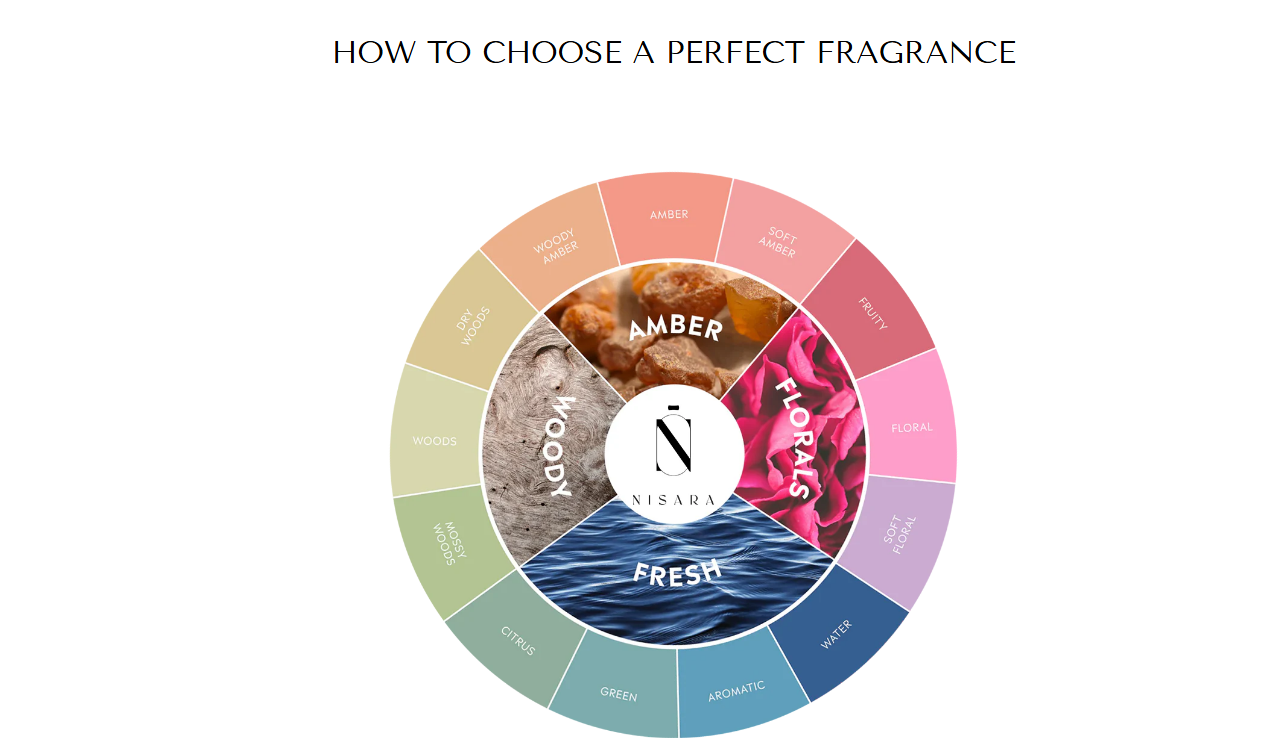 HOW TO CHOOSE A PERFECT FRAGRANCE
AMBER
SOFT
AMBER
FRUITY
FLORAL
SOFT
FLORAL
WATER
AROMATIC
GREEN
CITRUS
MOSSY
WOODS
WOODS
DRY
WOODS
WOODY
AMBER
AMBER
FLORALS
FRESH
WOODY
Ñ
NISARA